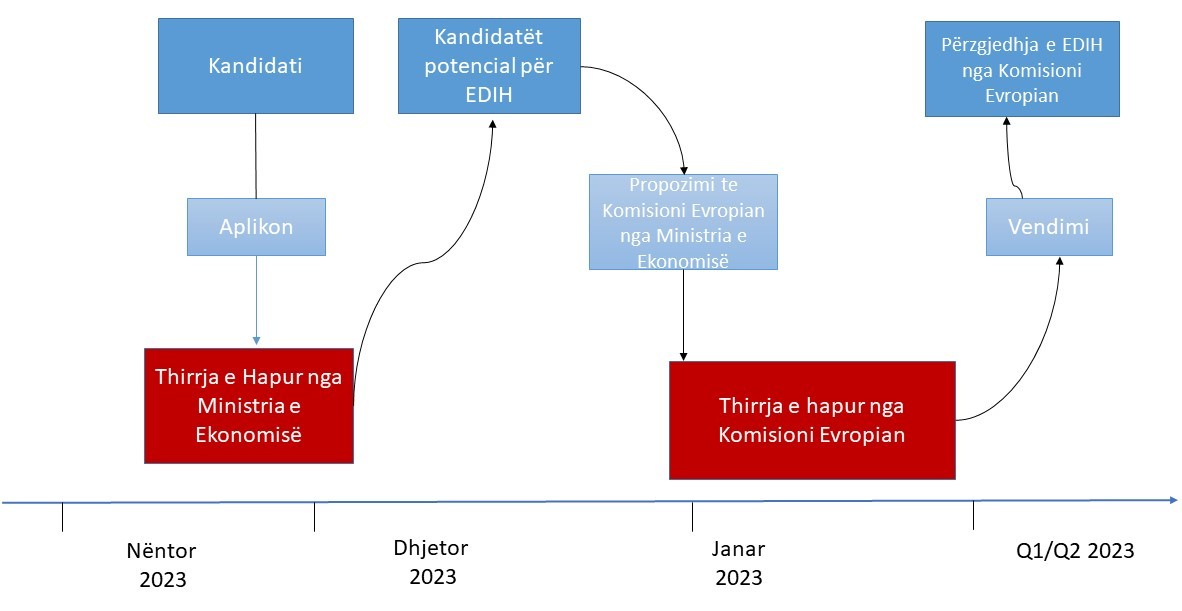 Kandidati
Aplikon
Thirrja e Hapur nga
Ministria e
Ekonomisë
Kandidatët
potencial për
EDIH
Propozimi te
Komisioni Evropian
nga Ministria e
Ekonomisë
Thirrja e hapur nga
Komisioni Evropian
Vendimi
Përzgjedhja e EDIH
nga Komisioni
Evropian
Nëntor
2023
Dhjetor
2023
Janar
2023
Q1/Q2 2023